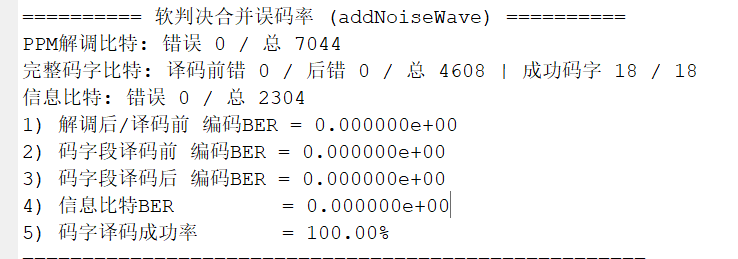 ========== 软判决合并误码率 (addNoiseWave) ==========
PPM解调比特: 错误 0 / 总 7044
完整码字比特: 译码前错 0 / 后错 0 / 总 4608 | 成功码字 18 / 18
信息比特: 错误 0 / 总 2304
1) 解调后/译码前 编码BER = 0.000000e+00
2) 码字段译码前 编码BER = 0.000000e+00
3) 码字段译码后 编码BER = 0.000000e+00
4) 信息比特BER         = 0.000000e+00
5) 码字译码成功率       = 100.00%
====================================================